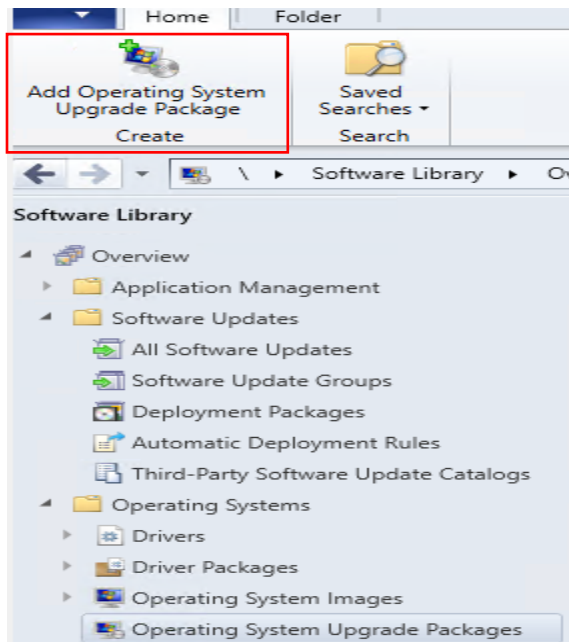 Home Folder
Add Operating System
Upgrade Package
Saved
Searches
Create
Search
\ Software Library
Software Library
Overview
Application Management
Software Updates
All Software Updates
Software Update Groups
Deployment Packages
Automatic Deployment Rules
Third-Party Software Update Catalogs
Operating Systems
Drivers
Driver Packages
Operating System Images
Operating System Upgrade Packages